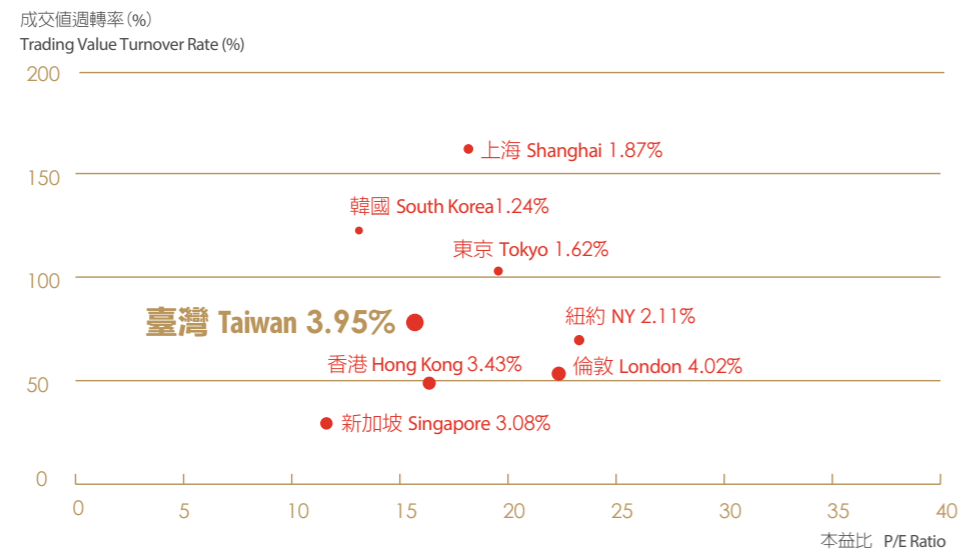 成交值週轉率(%)
Trading Value Turnover Rate (%)
200
上海 Shanghai 1.87%
150
韓國 South Korea1.24%
東京 Tokyo 1.62%
100
臺灣 Taiwan 3.95%
紐約 NY 2.11%
香港 Hong Kong 3.43%
倫敦 London 4.02%
50
新加坡 Singapore 3.08%
0
0 5 10 15 20 25 30 35 40
本益比 P/E Ratio